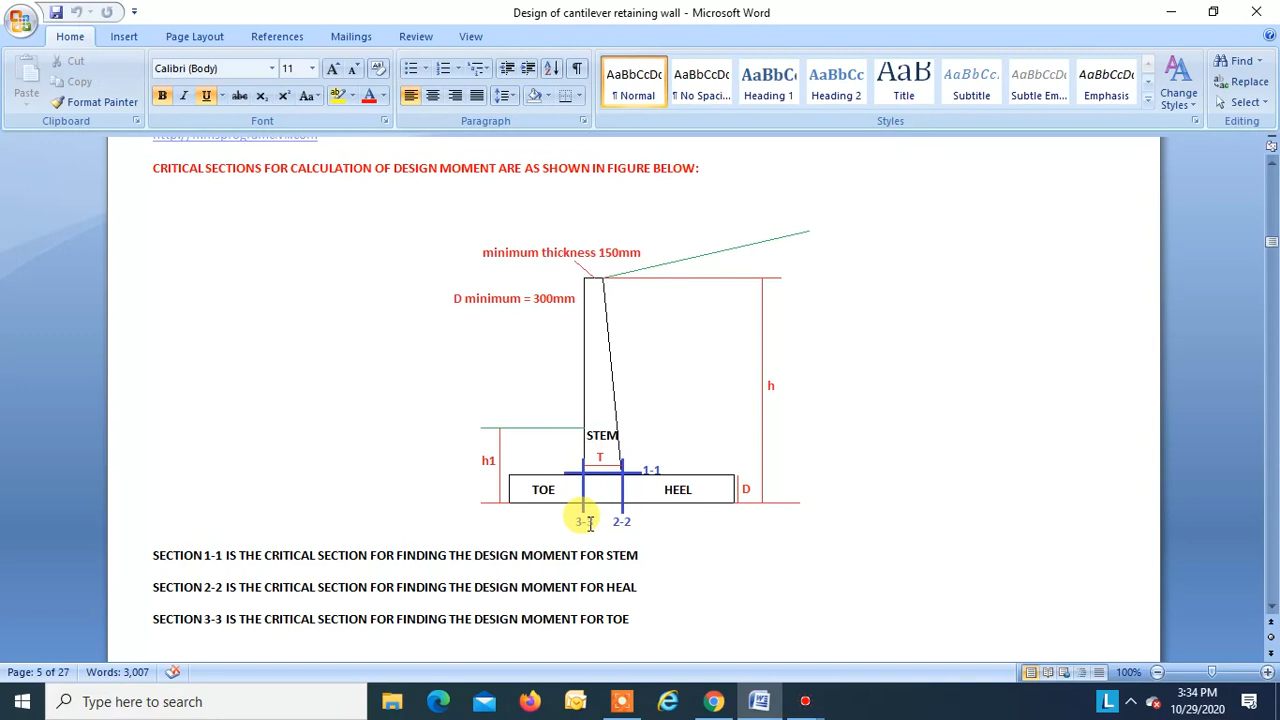 Design of cantilever retaining wall - Microsoft Word
Home Insert Page Layout References Mailings Review View
Paste
Cut
Copy
Format Painter
Clipboard
Calibri (Body) 11
B I U abc x₂ x² Aa
Font
Paragraph
AaBbCcDc AaBbCcDc AaBbCc AaBbCc AaB AaBbCcL AaBbCcDc AaBbCcDc
¶ Normal ¶ No Spaci... Heading 1 Heading 2 Title Subtitle Subtle Em... Emphasis
Change Styles
Styles
Find
Replace
Select
Editing
CRITICAL SECTIONS FOR CALCULATION OF DESIGN MOMENT ARE AS SHOWN IN FIGURE BELOW:
minimum thickness 150mm
D minimum = 300mm
h
STEM
h1
T
1-1
TOE
HEEL
D
3-3
2-2
SECTION 1-1 IS THE CRITICAL SECTION FOR FINDING THE DESIGN MOMENT FOR STEM
SECTION 2-2 IS THE CRITICAL SECTION FOR FINDING THE DESIGN MOMENT FOR HEAL
SECTION 3-3 IS THE CRITICAL SECTION FOR FINDING THE DESIGN MOMENT FOR TOE
Page: 5 of 27 Words: 3,007
100%
Type here to search
3:34 PM
10/29/2020